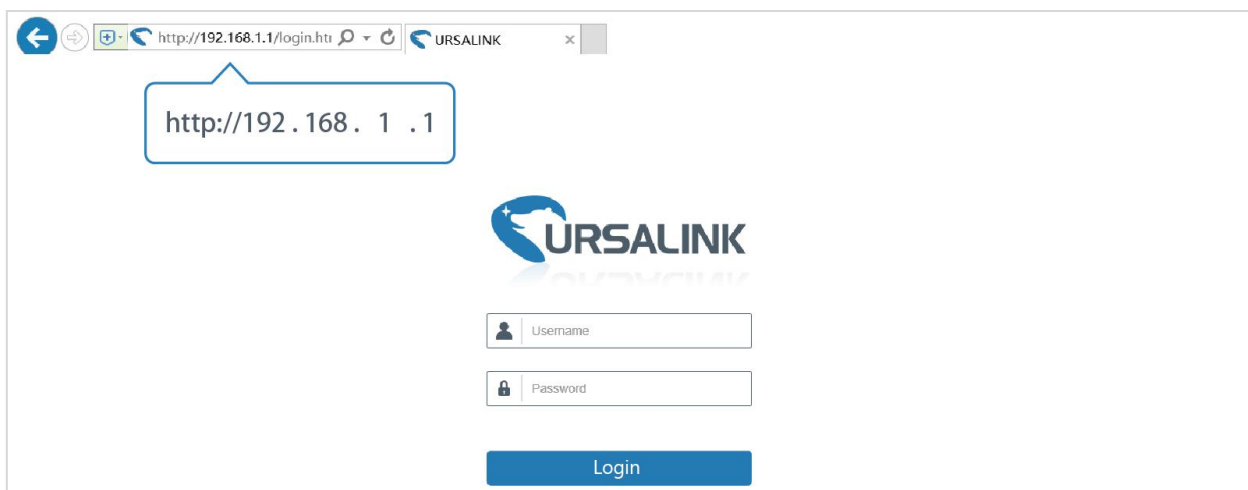 http://192.168.1.1/login.htı
URSALINK
http://192.168. 1 .1
URSALINK
Username
Password
Login